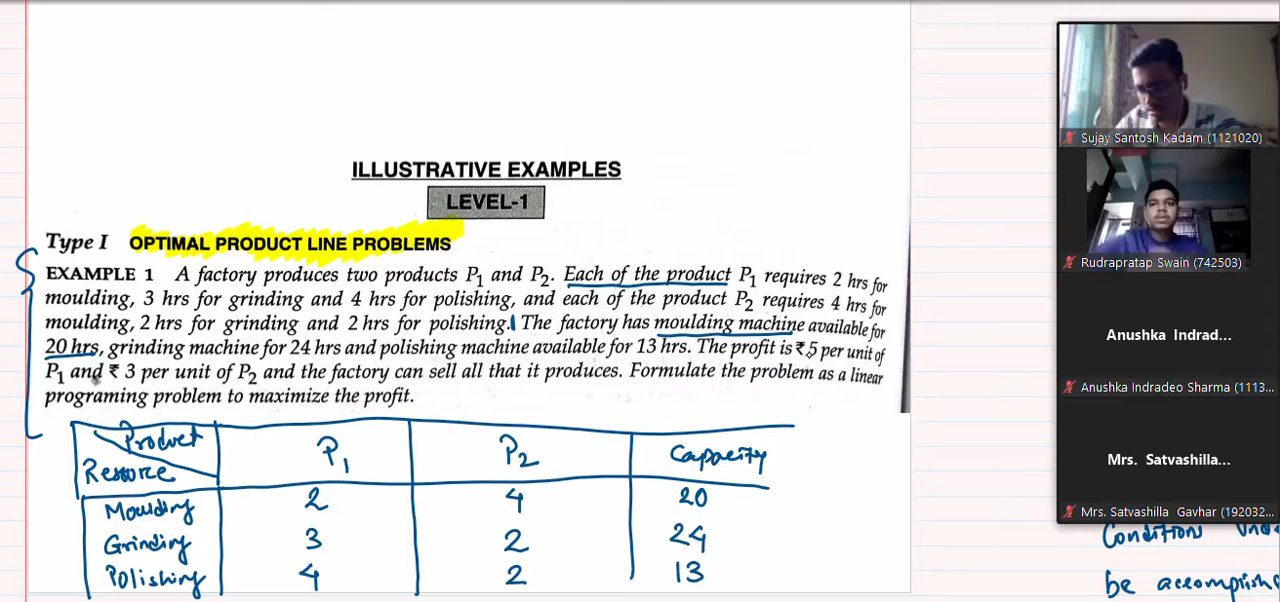 ILLUSTRATIVE EXAMPLES
LEVEL-1
Type I OPTIMAL PRODUCT LINE PROBLEMS
EXAMPLE 1 A factory produces two products P₁ and P₂. Each of the product P₁ requires 2 hrs for
moulding, 3 hrs for grinding and 4 hrs for polishing, and each of the product P₂ requires 4 hrs for
moulding, 2 hrs for grinding and 2 hrs for polishing. The factory has moulding machine available for
20 hrs, grinding machine for 24 hrs and polishing machine available for 13 hrs. The profit is ₹ 5 per unit of
P₁ and ₹ 3 per unit of P₂ and the factory can sell all that it produces. Formulate the problem as a linear
programing problem to maximize the profit.
Product
Resource P₁ P₂ Capacity
Moulding 2 4 20
Grinding 3 2 24
Polishing 4 2 13
Sujay Santosh Kadam (1121020)
Rudrapratap Swain (742503)
Anushka Indrad...
Anushka Indradeo Sharma (1113...
Mrs. Satvashilla...
Mrs. Satvashilla Gavhar (192032...
Conditions
be